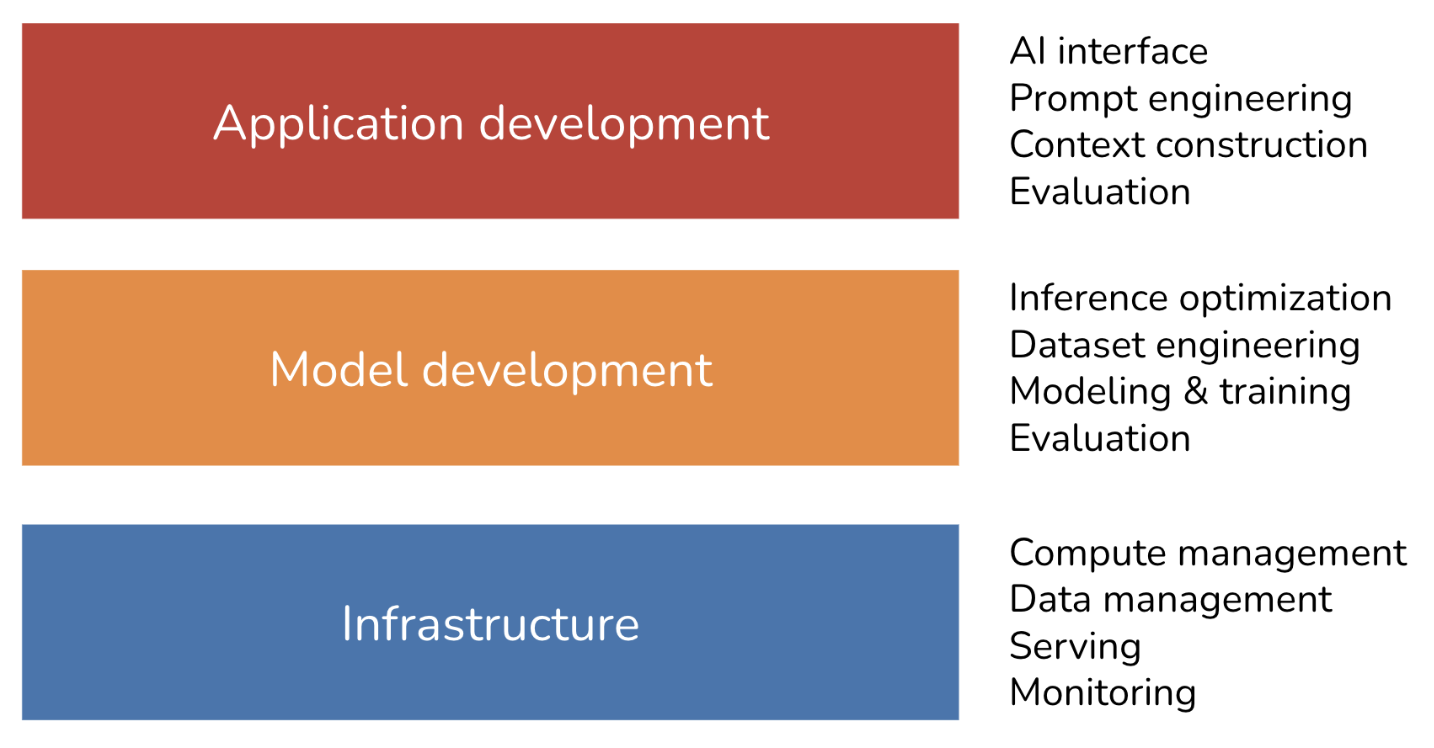 Application development
AI interface
Prompt engineering
Context construction
Evaluation
Model development
Inference optimization
Dataset engineering
Modeling & training
Evaluation
Infrastructure
Compute management
Data management
Serving
Monitoring